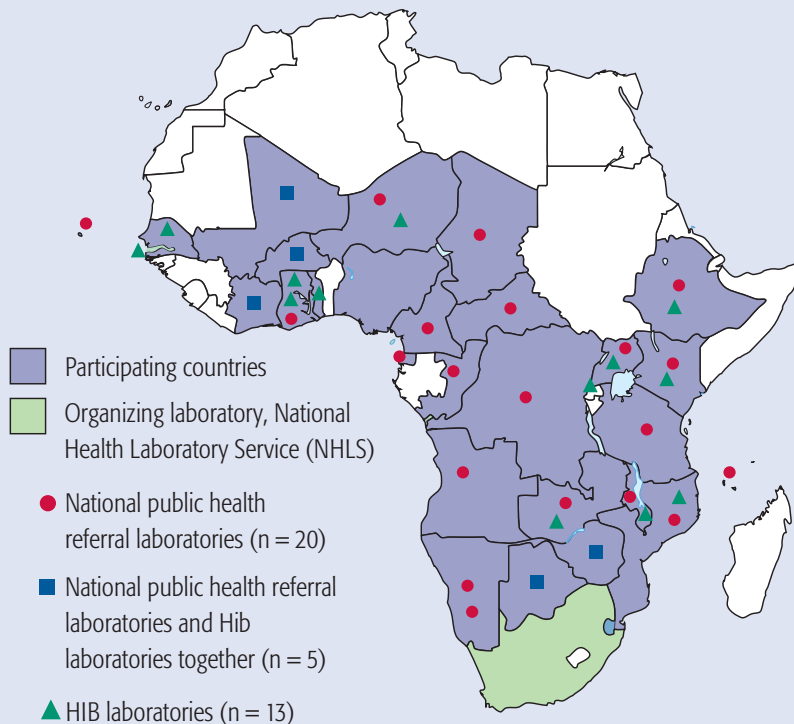 Participating countries
Organizing laboratory, National
Health Laboratory Service (NHLS)
National public health
referral laboratories (n = 20)
National public health referral
laboratories and Hib
laboratories together (n = 5)
HIB laboratories (n = 13)